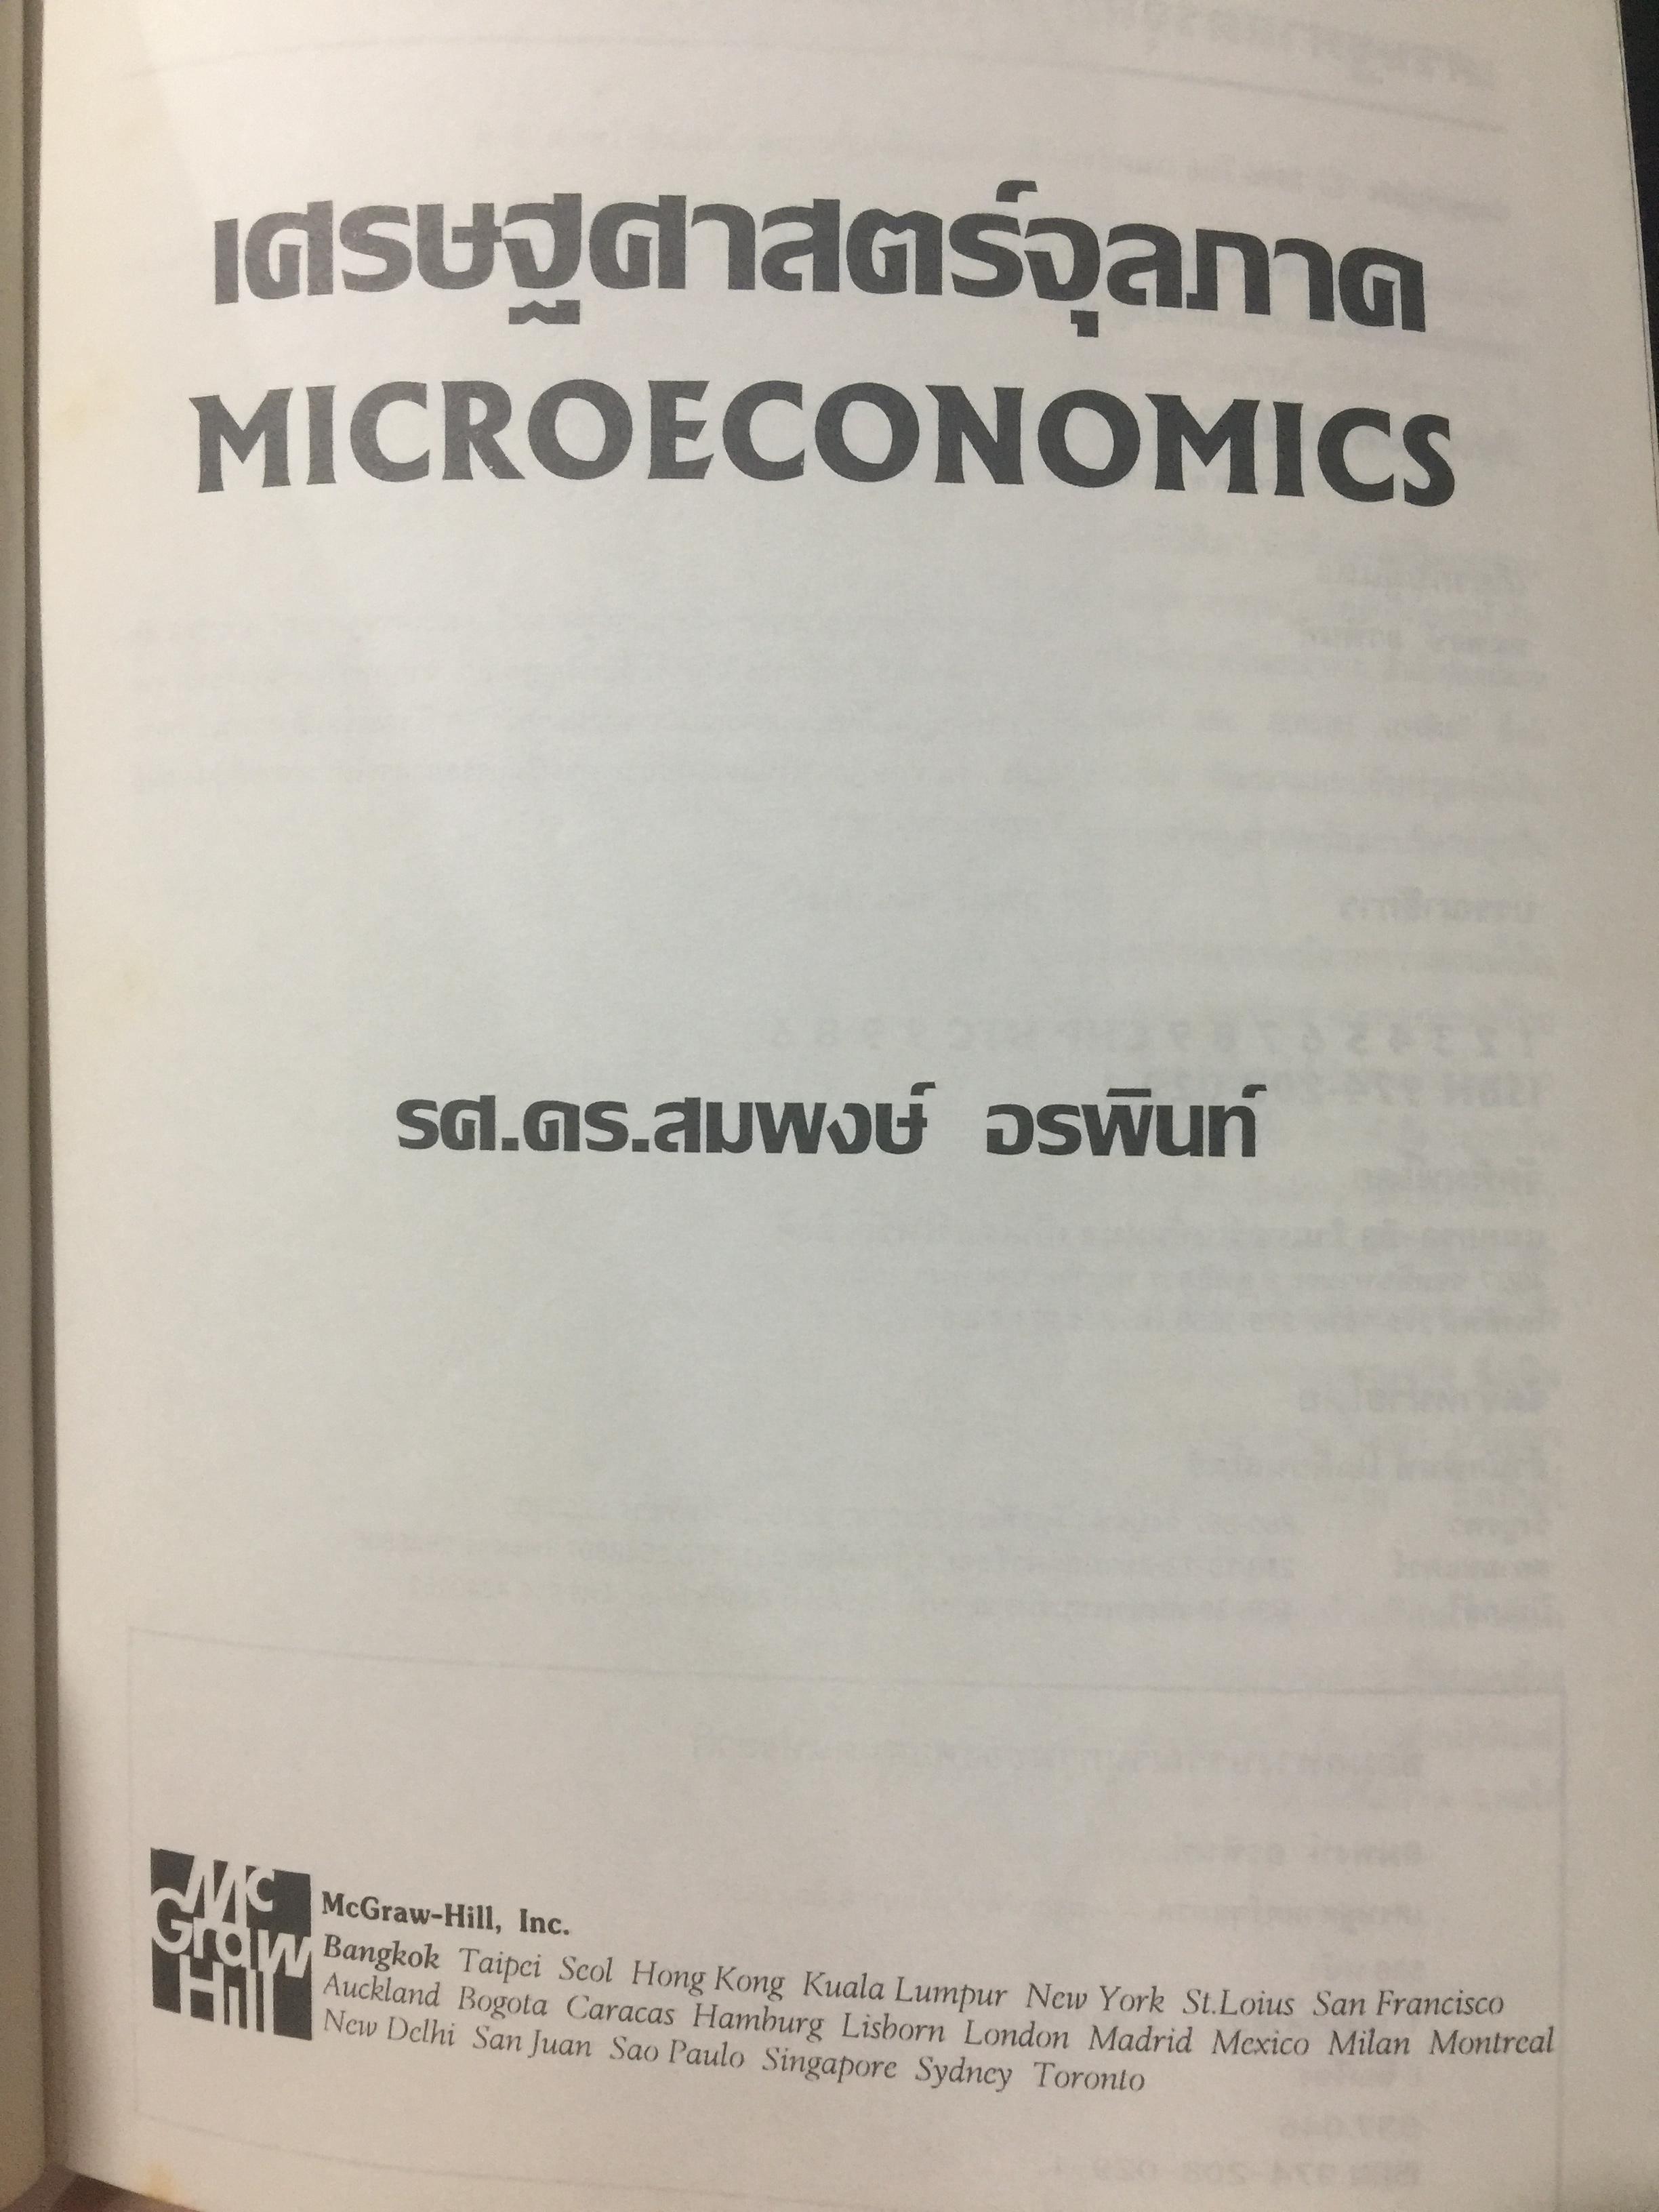 เศรษฐศาสตร์จุลภาค
MICROECONOMICS
รศ.ดร.สมพงษ์ อรพินท์
Mc
Graw
Hill
McGraw-Hill, Inc.
Bangkok Taipei Seol Hong Kong Kuala Lumpur New York St.Loius San Francisco
Auckland Bogota Caracas Hamburg Lisborn London Madrid Mexico Milan Montreal
New Delhi San Juan Sao Paulo Singapore Sydney Toronto